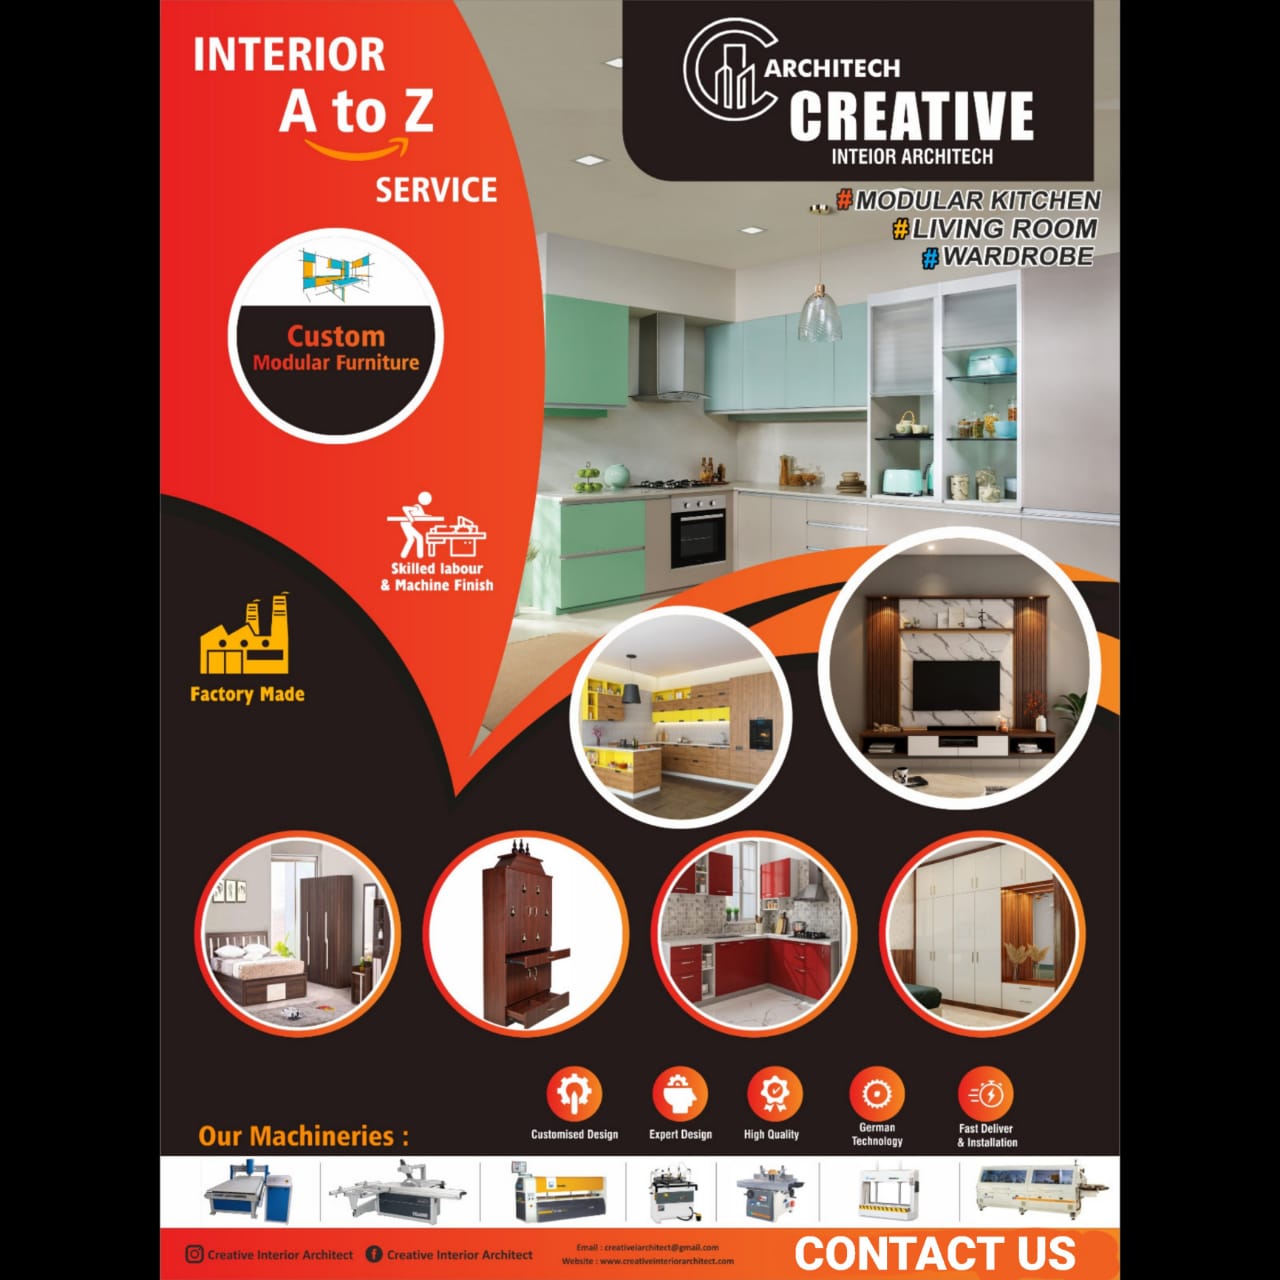 INTERIOR
A to Z
SERVICE
ARCHITECH
CREATIVE
INTEIOR ARCHITECH
#MODULAR KITCHEN
#LIVING ROOM
#WARDROBE
Custom
Modular Furniture
Skilled labour
& Machine Finish
Factory Made
Customised Design
Expert Design
High Quality
German
Technology
Fast Deliver
& Installation
Our Machineries :
Creative Interior Architect
Creative Interior Architect
Email : creativeiarchitect@gmail.com
Website : www.creativeinteriorarchitect.com
CONTACT US